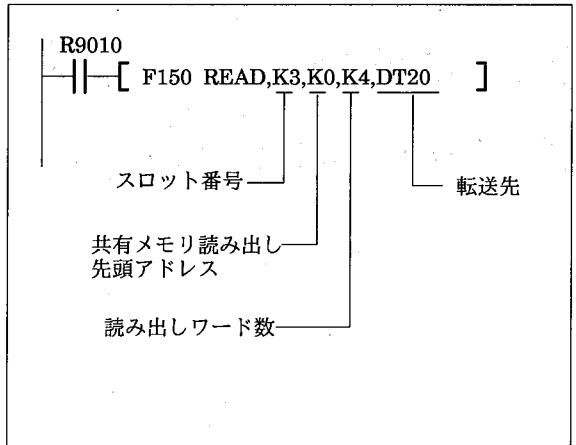 R9010
F150 READ,K3,K0,K4,DT20
スロット番号
転送先
共有メモリ読み出し
先頭アドレス
読み出しワード数